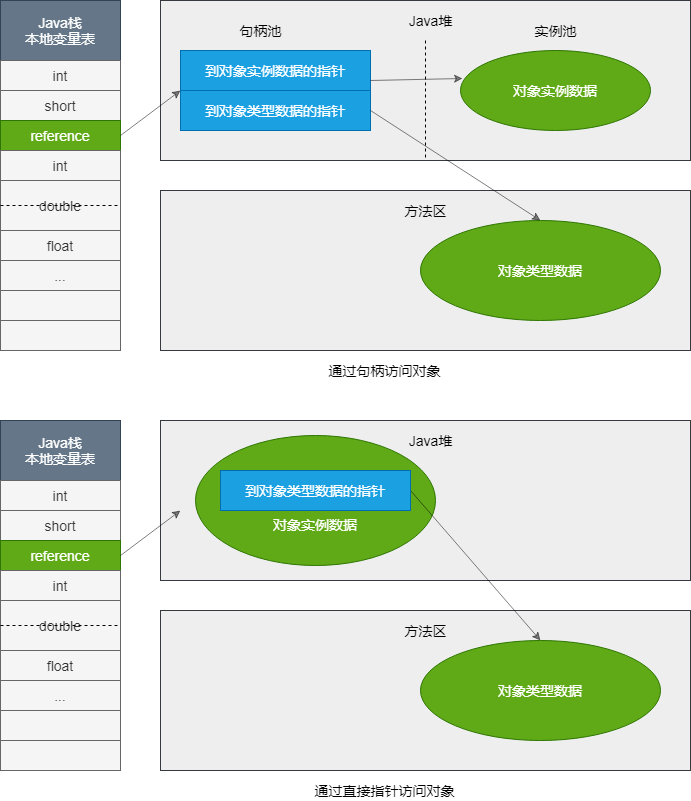 Java栈
本地变量表
int
short
reference
int
double
float
...
句柄池
Java堆
实例池
到对象实例数据的指针
到对象类型数据的指针
对象实例数据
方法区
对象类型数据
通过句柄访问对象
Java栈
本地变量表
int
short
reference
int
double
float
...
Java堆
到对象类型数据的指针
对象实例数据
方法区
对象类型数据
通过直接指针访问对象